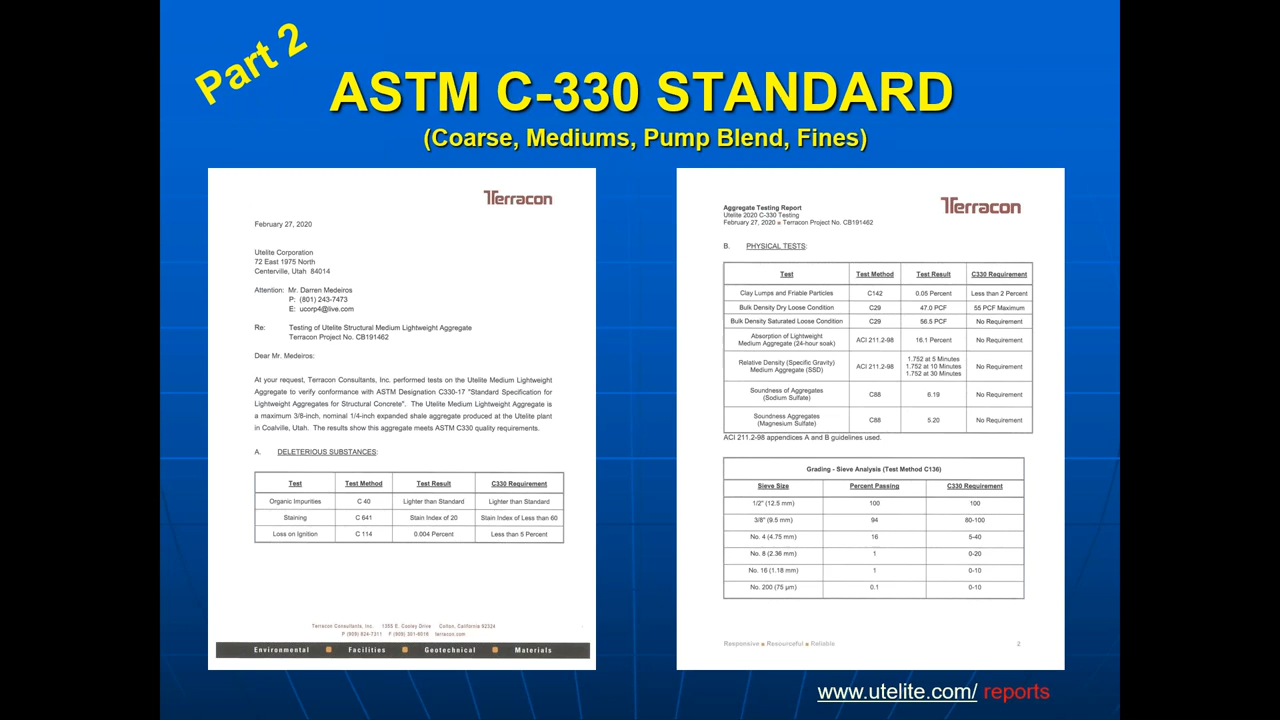 Part 2
ASTM C-330 STANDARD
(Coarse, Mediums, Pump Blend, Fines)
Terracon
February 27, 2020
Utelite Corporation
72 East 1975 North
Centerville, Utah 84014
Attention: Mr. Darren Medeiros
P: (801) 243-7473
E: ucorp4@live.com
Re: Testing of Utelite Structural Medium Lightweight Aggregate
Terracon Project No. CB191462
Dear Mr. Medeiros:
At your request, Terracon Consultants, Inc. performed tests on the Utelite Medium Lightweight
Aggregate to verify conformance with ASTM Designation C330-17 "Standard Specification for
Lightweight Aggregates for Structural Concrete". The Utelite Medium Lightweight Aggregate is
a maximum 3/8-inch, nominal 1/4-inch expanded shale aggregate produced at the Utelite plant
in Coalville, Utah. The results show this aggregate meets ASTM C330 quality requirements.
A. DELETERIOUS SUBSTANCES:
Test Test Method Test Result C330 Requirement
Organic Impurities C 40 Lighter than Standard Lighter than Standard
Staining C 641 Stain Index of 20 Stain Index of Less than 60
Loss on Ignition C 114 0.004 Percent Less than 5 Percent
Terracon Consultants, Inc. 1355 E. Cooley Drive Colton, California 92324
P (909) 824-7311 F (909) 301-6016 terracon.com
Environmental ■ Facilities ■ Geotechnical ■ Materials
Terracon
Aggregate Testing Report
Utelite 2020 C-330 Testing
February 27, 2020 ■ Terracon Project No. CB191462
B. PHYSICAL TESTS:
Test Test Method Test Result C330 Requirement
Clay Lumps and Friable Particles C142 0.05 Percent Less than 2 Percent
Bulk Density Dry Loose Condition C29 47.0 PCF 55 PCF Maximum
Bulk Density Saturated Loose Condition C29 56.5 PCF No Requirement
Absorption of Lightweight
Medium Aggregate (24-hour soak) ACI 211.2-98 16.1 Percent No Requirement
Relative Density (Specific Gravity)
Medium Aggregate (SSD) ACI 211.2-98 1.752 at 5 Minutes
1.752 at 10 Minutes
1.752 at 30 Minutes No Requirement
Soundness of Aggregates
(Sodium Sulfate) C88 6.19 No Requirement
Soundness Aggregates
(Magnesium Sulfate) C88 5.20 No Requirement
ACI 211.2-98 appendices A and B guidelines used.
Grading - Sieve Analysis (Test Method C136)
Sieve Size Percent Passing C330 Requirement
1/2" (12.5 mm) 100 100
3/8" (9.5 mm) 94 80-100
No. 4 (4.75 mm) 16 5-40
No. 8 (2.36 mm) 1 0-20
No. 16 (1.18 mm) 1 0-10
No. 200 (75 µm) 0.1 0-10
Responsive ■ Resourceful ■ Reliable 2
www.utelite.com/ reports